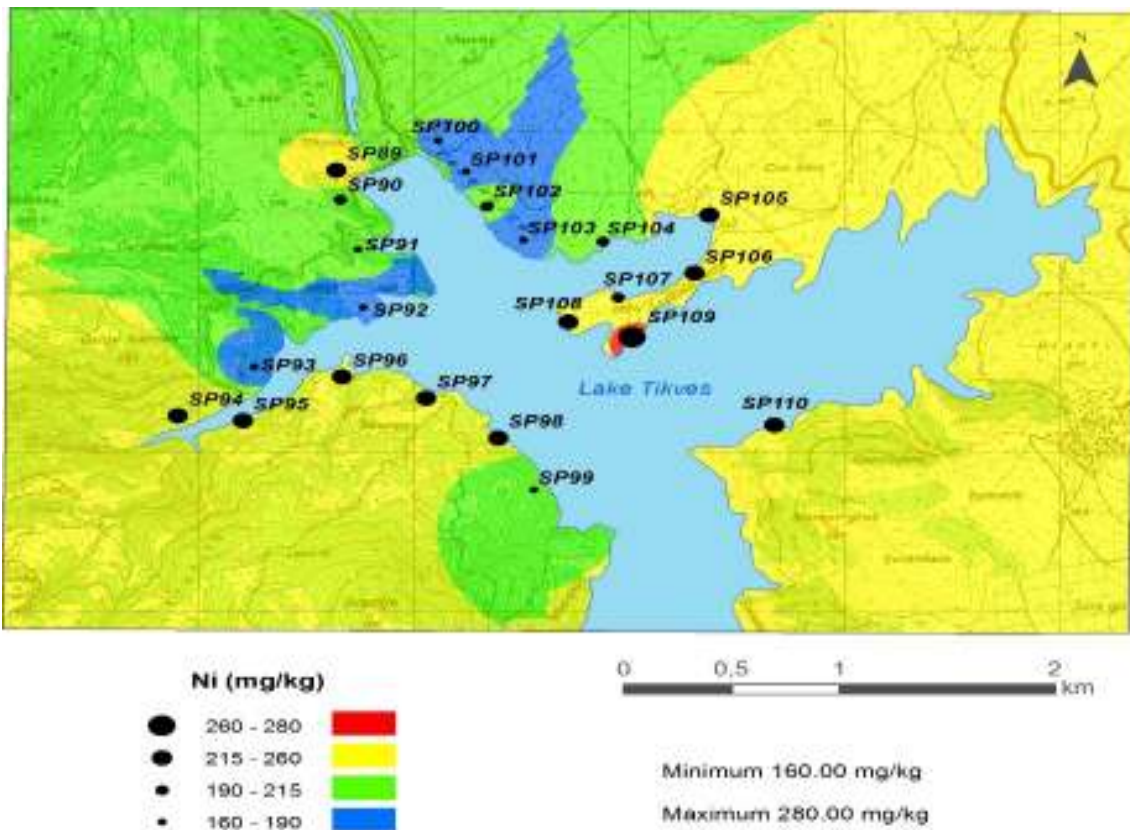 N
SP100
SP89
SP101
SP90
SP102
SP105
SP103
SP104
SP91
SP106
SP107
SP92
SP108
SP109
SP93
SP96
Lake Tikves
SP97
SP94
SP95
SP110
SP98
SP99
Ni (mg/kg)
0 0,5 1 2
km
260 - 280
215 - 260
190 - 215
160 - 190
Minimum 160.00 mg/kg
Maximum 280.00 mg/kg